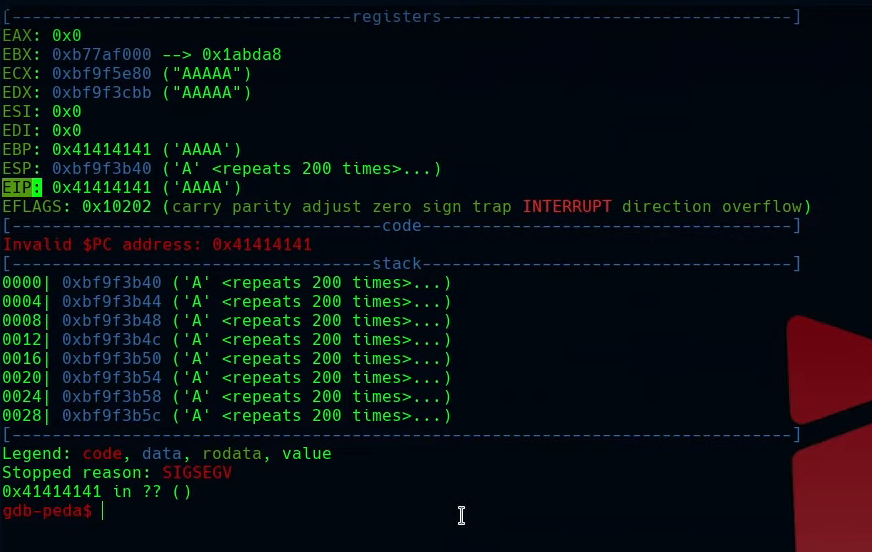 [----------------------------------registers-----------------------------------]
EAX: 0x0
EBX: 0xb77af000 --> 0x1abda8
ECX: 0xbf9f5e80 ("AAAAA")
EDX: 0xbf9f3cbb ("AAAAA")
ESI: 0x0
EDI: 0x0
EBP: 0x41414141 ('AAAA')
ESP: 0xbf9f3b40 ('A' <repeats 200 times>...)
EIP: 0x41414141 ('AAAA')
EFLAGS: 0x10202 (carry parity adjust zero sign trap INTERRUPT direction overflow)
[-------------------------------------code-------------------------------------]
Invalid $PC address: 0x41414141
[------------------------------------stack-------------------------------------]
0000| 0xbf9f3b40 ('A' <repeats 200 times>...)
0004| 0xbf9f3b44 ('A' <repeats 200 times>...)
0008| 0xbf9f3b48 ('A' <repeats 200 times>...)
0012| 0xbf9f3b4c ('A' <repeats 200 times>...)
0016| 0xbf9f3b50 ('A' <repeats 200 times>...)
0020| 0xbf9f3b54 ('A' <repeats 200 times>...)
0024| 0xbf9f3b58 ('A' <repeats 200 times>...)
0028| 0xbf9f3b5c ('A' <repeats 200 times>...)
[------------------------------------------------------------------------------]
Legend: code, data, rodata, value
Stopped reason: SIGSEGV
0x41414141 in ?? ()
gdb-peda$